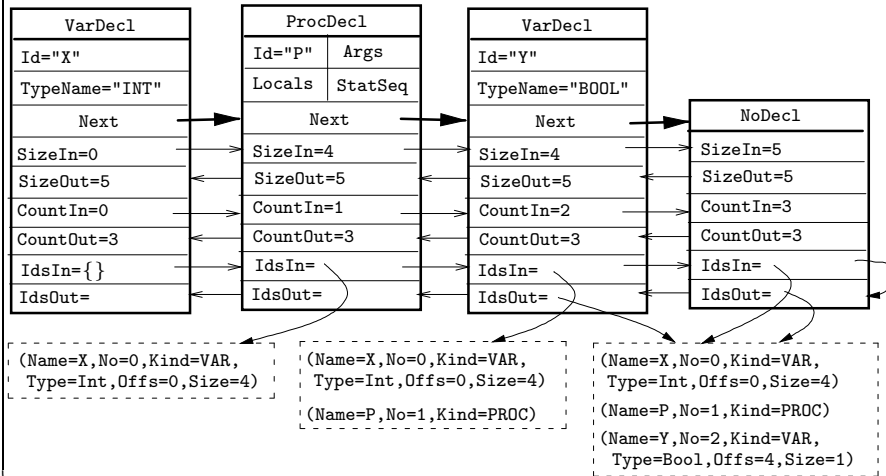 VarDecl
Id="X"
TypeName="INT"
Next
SizeIn=0
SizeOut=5
CountIn=0
CountOut=3
IdsIn={}
IdsOut=
ProcDecl
Id="P" Args
Locals StatSeq
Next
SizeIn=4
SizeOut=5
CountIn=1
CountOut=3
IdsIn=
IdsOut=
VarDecl
Id="Y"
TypeName="BOOL"
Next
SizeIn=4
SizeOut=5
CountIn=2
CountOut=3
IdsIn=
IdsOut=
NoDecl
SizeIn=5
SizeOut=5
CountIn=3
CountOut=3
IdsIn=
IdsOut=
(Name=X,No=0,Kind=VAR,
Type=Int,Offs=0,Size=4)
(Name=X,No=0,Kind=VAR,
Type=Int,Offs=0,Size=4)
(Name=P,No=1,Kind=PROC)
(Name=X,No=0,Kind=VAR,
Type=Int,Offs=0,Size=4)
(Name=P,No=1,Kind=PROC)
(Name=Y,No=2,Kind=VAR,
Type=Bool,Offs=4,Size=1)